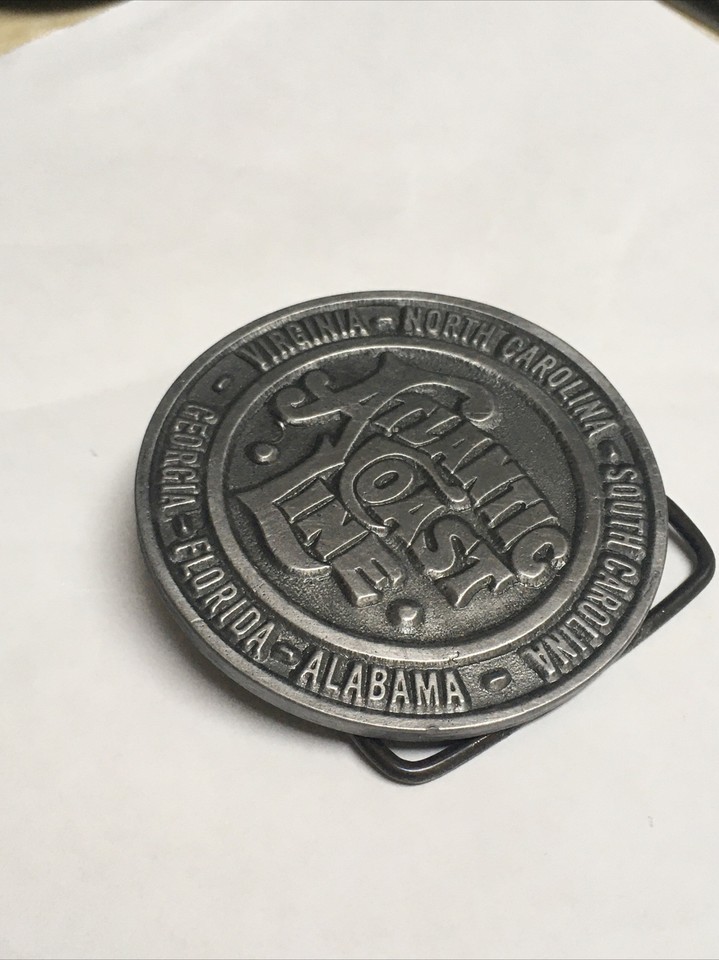 ATLANTIC
COAST
LINE
VIRGINIA - NORTH CAROLINA - SOUTH CAROLINA
GEORGIA - FLORIDA - ALABAMA